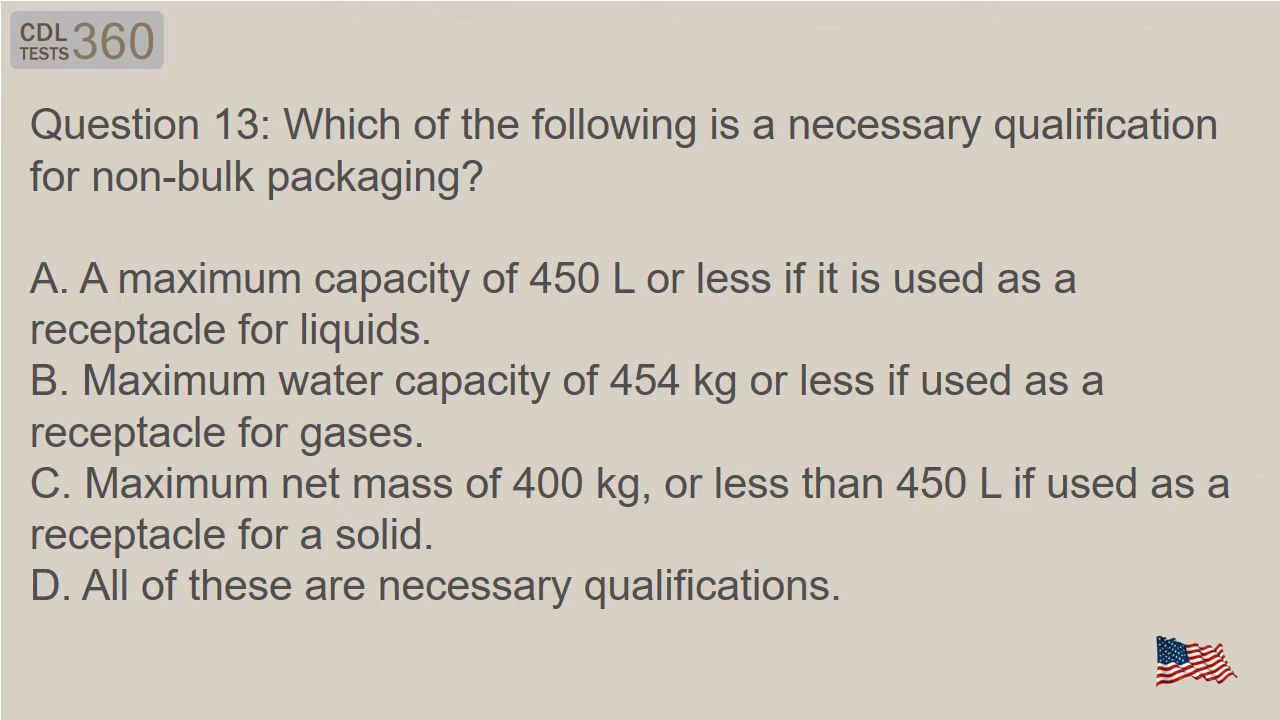 CDL
TESTS 360
Question 13: Which of the following is a necessary qualification
for non-bulk packaging?
A. A maximum capacity of 450 L or less if it is used as a
receptacle for liquids.
B. Maximum water capacity of 454 kg or less if used as a
receptacle for gases.
C. Maximum net mass of 400 kg, or less than 450 L if used as a
receptacle for a solid.
D. All of these are necessary qualifications.